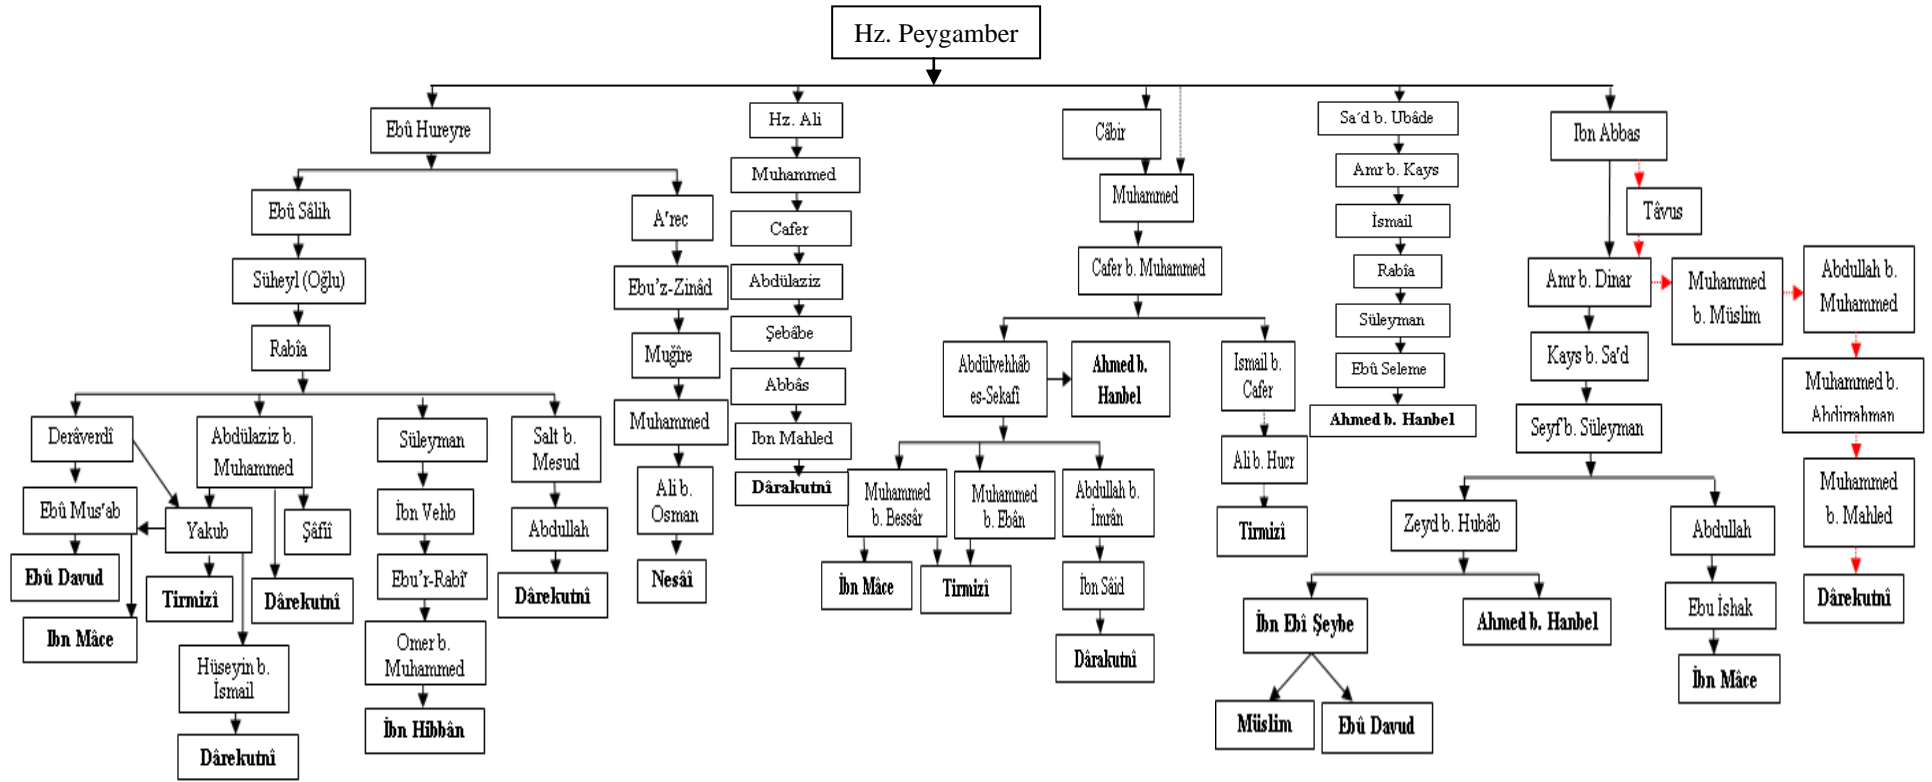 Hz. Peygamber
Ebû Hureyre
Ebû Sâlih
Süheyl (Oğlu)
Rabîa
Derâverdî
Ebû Mus'ab
Ebû Davud
İbn Mâce
Yakub
Tirmizî
Hüseyin b.
İsmail
Dârekutnî
Abdülaziz b.
Muhammed
Şâfiî
Dârekutnî
Süleyman
İbn Vehb
Ebu'r-Rabî'
Omer b.
Muhammed
İbn Hibbân
Salt b.
Mesud
Abdullah
Dârekutnî
A'rec
Ebu'z-Zinâd
Muğîre
Muhammed
Ali b.
Osman
Nesâî
Hz. Ali
Muhammed
Cafer
Abdülaziz
Şebâbe
Abbâs
Ibn Mahled
Dârakutnî
Câbir
Muhammed
Cafer b. Muhammed
Abdülvehhâb
es-Sekafî
Ahmed b.
Hanbel
Muhammed
b. Bessâr
İbn Mâce
Muhammed
b. Ebân
Tirmizî
Abdullah b.
İmrân
İbn Sâid
Dârakutnî
Ismail b.
Cafer
Ali b. Hucr
Tirmizî
Sa'd b. Ubâde
Amr b. Kays
İsmail
Rabîa
Süleyman
Ebû Seleme
Ahmed b. Hanbel
Ibn Abbas
Tâvus
Amr b. Dinar
Kays b. Sa'd
Seyf b. Süleyman
Zeyd b. Hubâb
İbn Ebî Şeybe
Müslim
Ebû Davud
Ahmed b. Hanbel
Abdullah
Ebu İshak
İbn Mâce
Muhammed
b. Müslim
Abdullah b.
Muhammed
Muhammed b.
Abdirrahman
Muhammed
b. Mahled
Dârekutnî